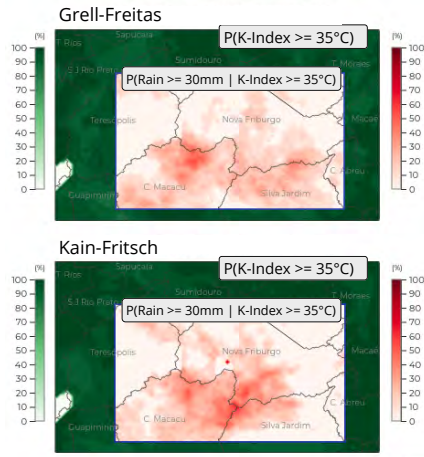 Grell-Freitas
Sapucaia
P(K-Index >= 35°C)
(%)
(%)
100
90
80
70
60
50
40
30
20
10
0
T. Rios
Sumidouro
T. Moraes
S.J Rio Preto
P(Rain >= 30mm | K-Index >= 35°C)
Teresópolis
Nova Friburgo
Macaé
C. Macacu
Silva Jardim
C. Abreu
Guapimirim
100
90
80
70
60
50
40
30
20
10
0
Kain-Fritsch
Sapucaia
P(K-Index >= 35°C)
(%)
(%)
100
90
80
70
60
50
40
30
20
10
0
T. Rios
Sumidouro
T. Moraes
S.J Rio Preto
P(Rain >= 30mm | K-Index >= 35°C)
Teresópolis
Nova Friburgo
Macaé
C. Macacu
Silva Jardim
C. Abreu
Guapimirim
100
90
80
70
60
50
40
30
20
10
0